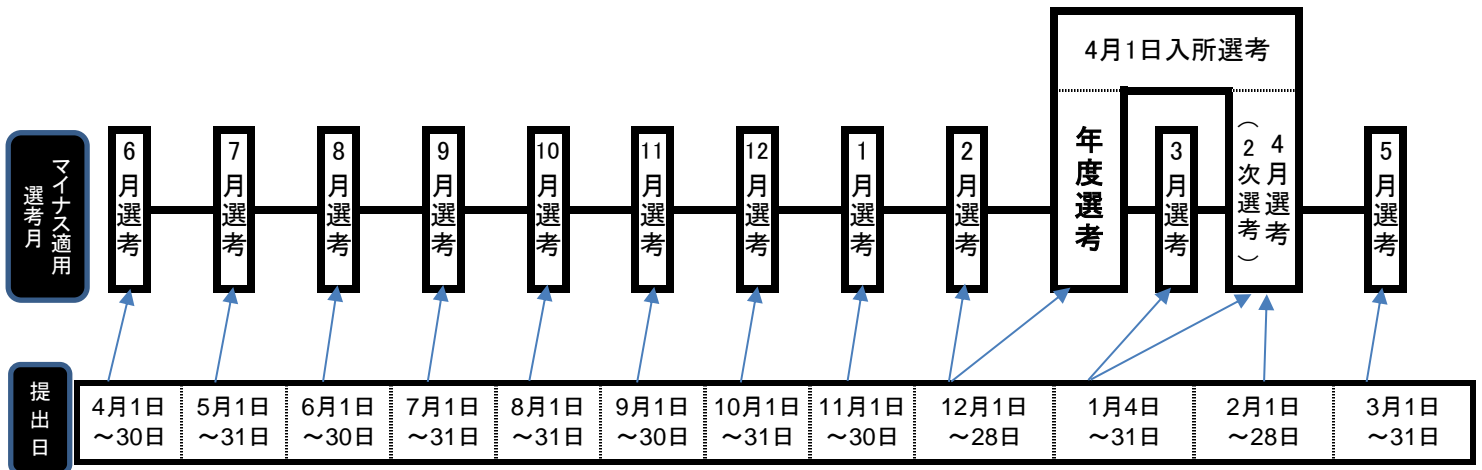 4月1日入所選考
マイナス適用
選考月
6月選考
7月選考
8月選考
9月選考
10月選考
11月選考
12月選考
1月選考
2月選考
年度選考
3月選考
4月選考
（2次選考）
5月選考
提出日
4月1日
～30日
5月1日
～31日
6月1日
～30日
7月1日
～31日
8月1日
～31日
9月1日
～30日
10月1日
～31日
11月1日
～30日
12月1日
～28日
1月4日
～31日
2月1日
～28日
3月1日
～31日